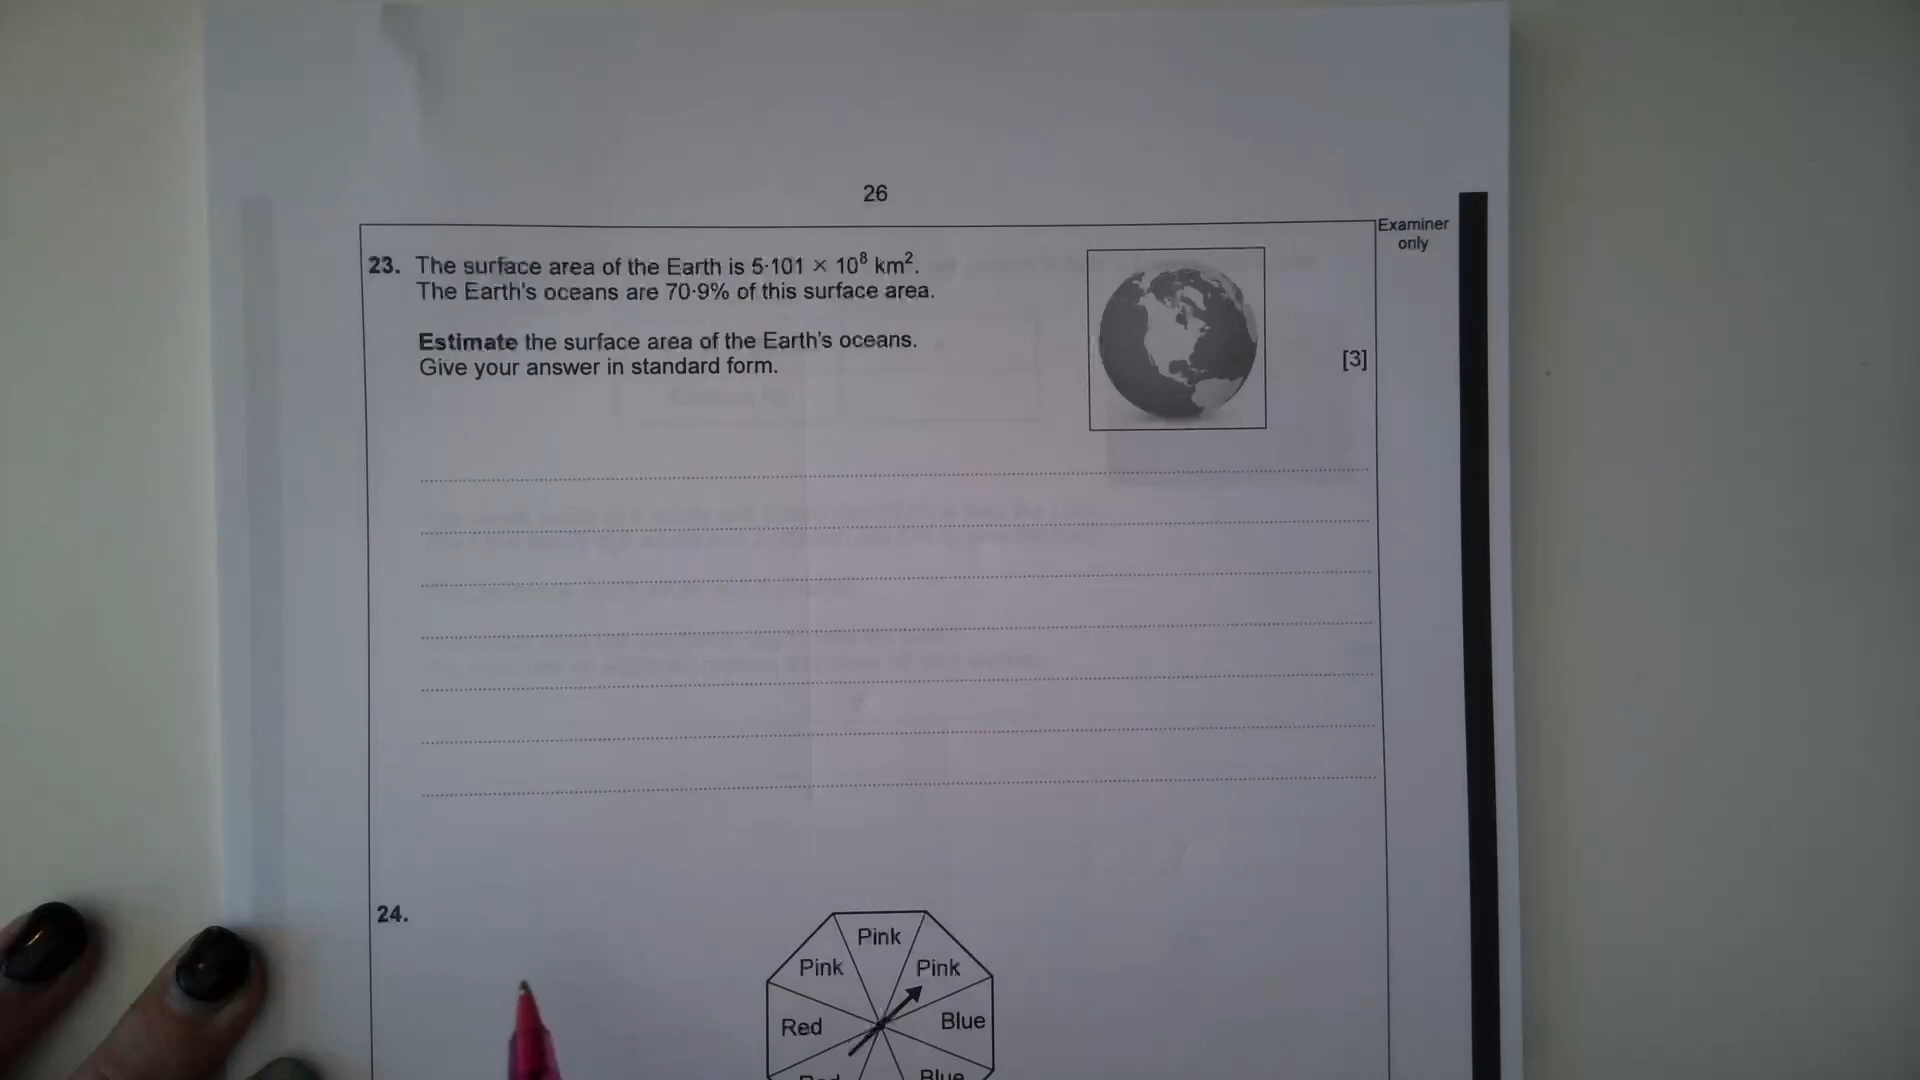 26
Examiner
only
23. The surface area of the Earth is 5·101 × 10⁸ km².
The Earth's oceans are 70·9% of this surface area.
Estimate the surface area of the Earth's oceans.
Give your answer in standard form.
[3]
24.
Pink
Pink
Pink
Red
Blue
Red
Blue